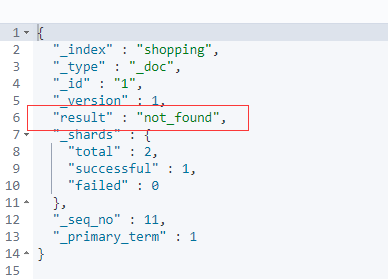 1 {
2 "_index" : "shopping",
3 "_type" : "_doc",
4 "_id" : "1",
5 "_version" : 1,
6 "result" : "not_found",
7 "_shards" : {
8 "total" : 2,
9 "successful" : 1,
10 "failed" : 0
11 },
12 "_seq_no" : 11,
13 "_primary_term" : 1
14 }
15